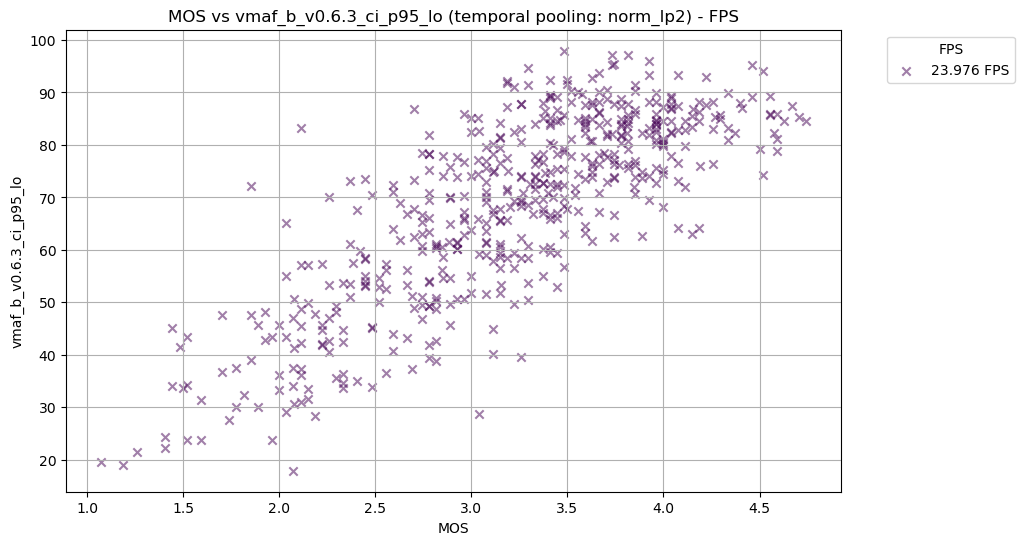 MOS vs vmaf_b_v0.6.3_ci_p95_lo (temporal pooling: norm_lp2) - FPS
FPS
23.976 FPS
vmaf_b_v0.6.3_ci_p95_lo
100
90
80
70
60
50
40
30
20
1.0 1.5 2.0 2.5 3.0 3.5 4.0 4.5
MOS